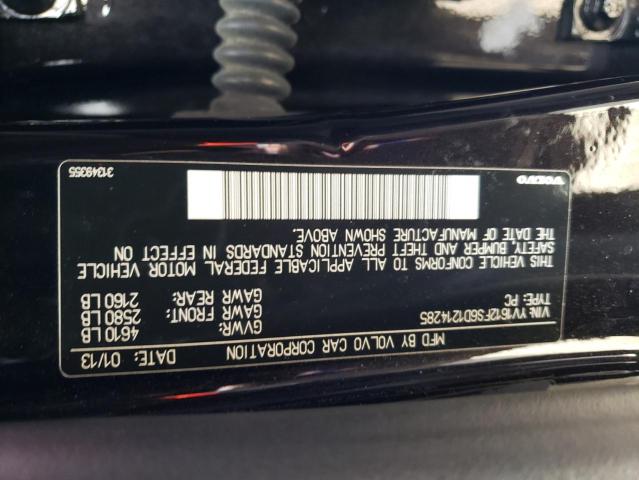 MFD BY VOLVO CAR CORPORATION
DATE: 01/13
VIN: YV1612FS6D1214285
TYPE: PC
GVWR: 4610 LB
GAWR FRONT: 2580 LB
GAWR REAR: 2160 LB
THIS VEHICLE CONFORMS TO ALL APPLICABLE FEDERAL MOTOR VEHICLE
SAFETY, BUMPER AND THEFT PREVENTION STANDARDS IN EFFECT ON
THE DATE OF MANUFACTURE SHOWN ABOVE.
VOLVO
31349355